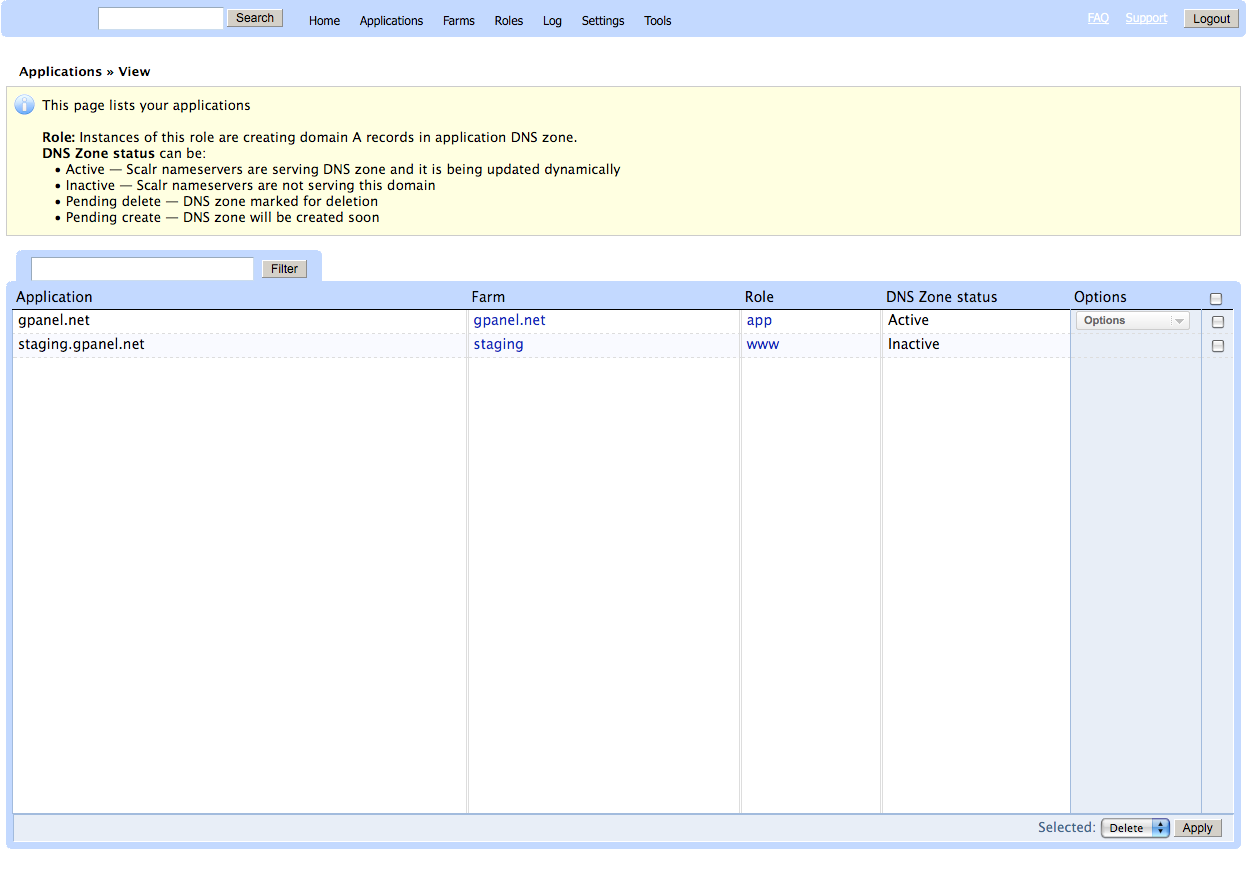 Search Home Applications Farms Roles Log Settings Tools FAQ Support Logout
Applications » View
This page lists your applications
Role: Instances of this role are creating domain A records in application DNS zone.
DNS Zone status can be:
• Active — Scalr nameservers are serving DNS zone and it is being updated dynamically
• Inactive — Scalr nameservers are not serving this domain
• Pending delete — DNS zone marked for deletion
• Pending create — DNS zone will be created soon
Filter
Application Farm Role DNS Zone status Options
gpanel.net gpanel.net app Active Options
staging.gpanel.net staging www Inactive
Selected: Delete Apply